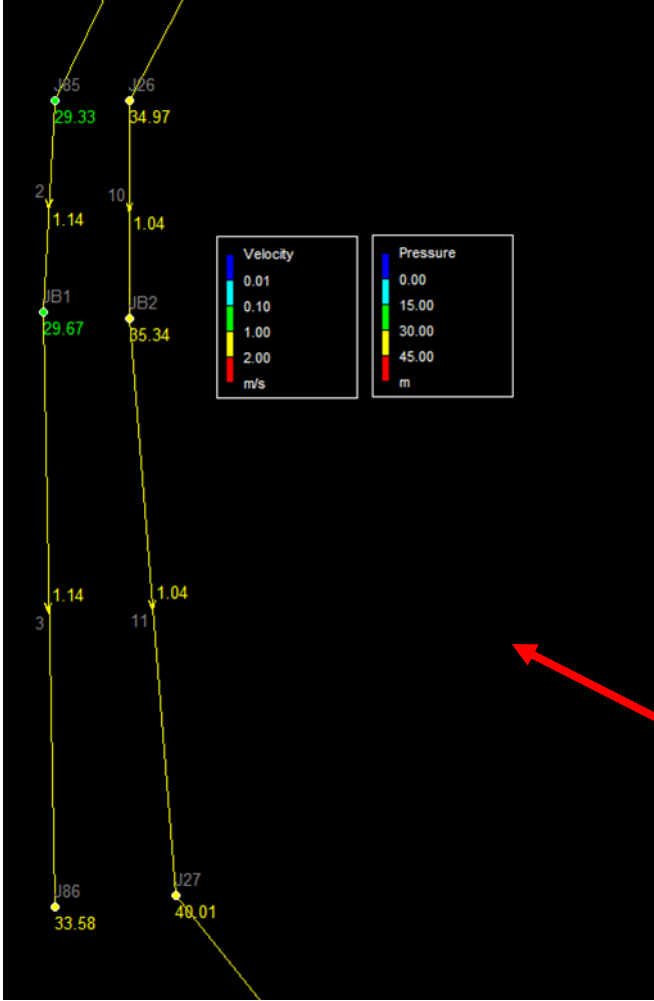 J85
J26
29.33
34.97
2
10
1.14
1.04
JB1
JB2
29.67
35.34
Velocity
0.01
0.10
1.00
2.00
m/s
Pressure
0.00
15.00
30.00
45.00
m
1.14
1.04
3
11
J86
J27
33.58
40.01